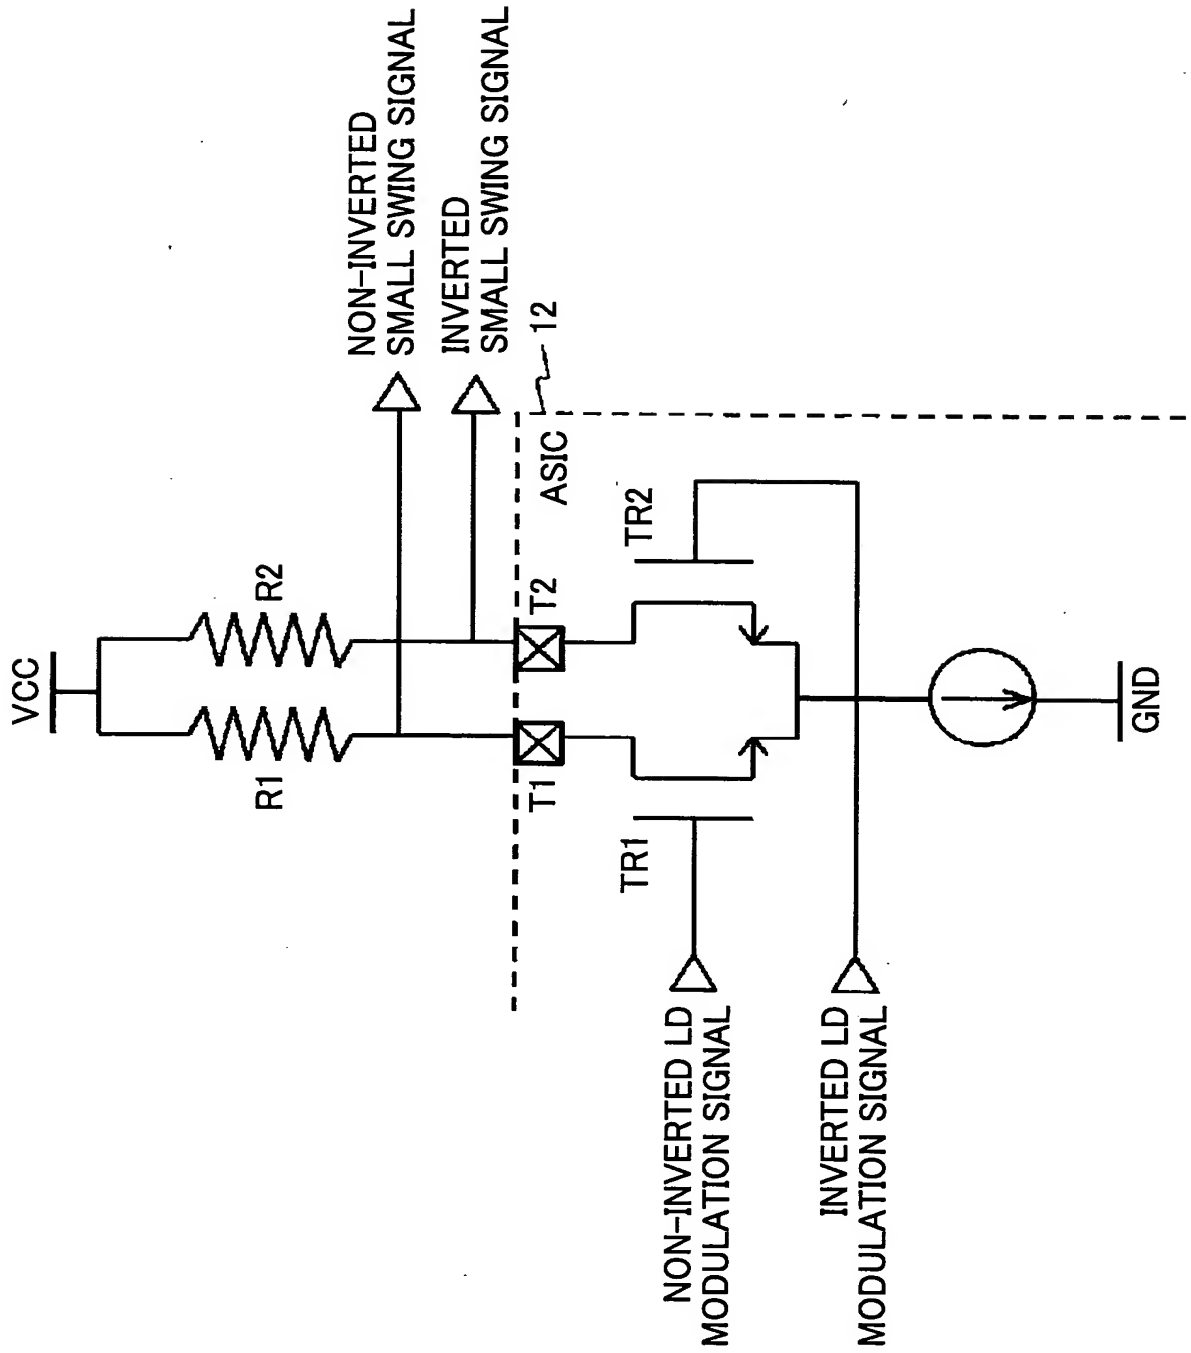 VCC
R1
R2
NON-INVERTED
SMALL SWING SIGNAL
INVERTED
SMALL SWING SIGNAL
12
ASIC
T1
T2
TR1
TR2
NON-INVERTED LD
MODULATION SIGNAL
INVERTED LD
MODULATION SIGNAL
GND